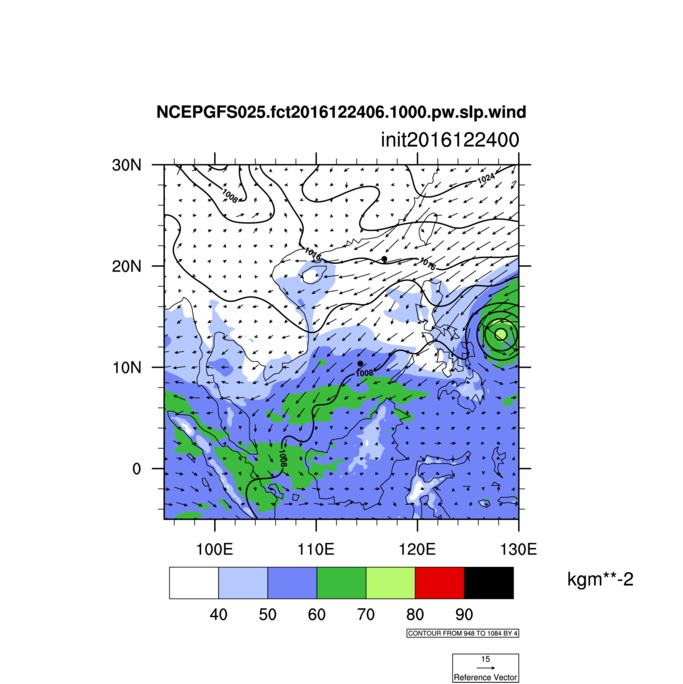 NCEPGFS025.fct2016122406.1000.pw.slp.wind
init2016122400
30N
1024
1008
1016
1016
20N
10N
1008
1008
0
100E 110E 120E 130E
kgm**-2
40 50 60 70 80 90
CONTOUR FROM 948 TO 1084 BY 4
15
Reference Vector